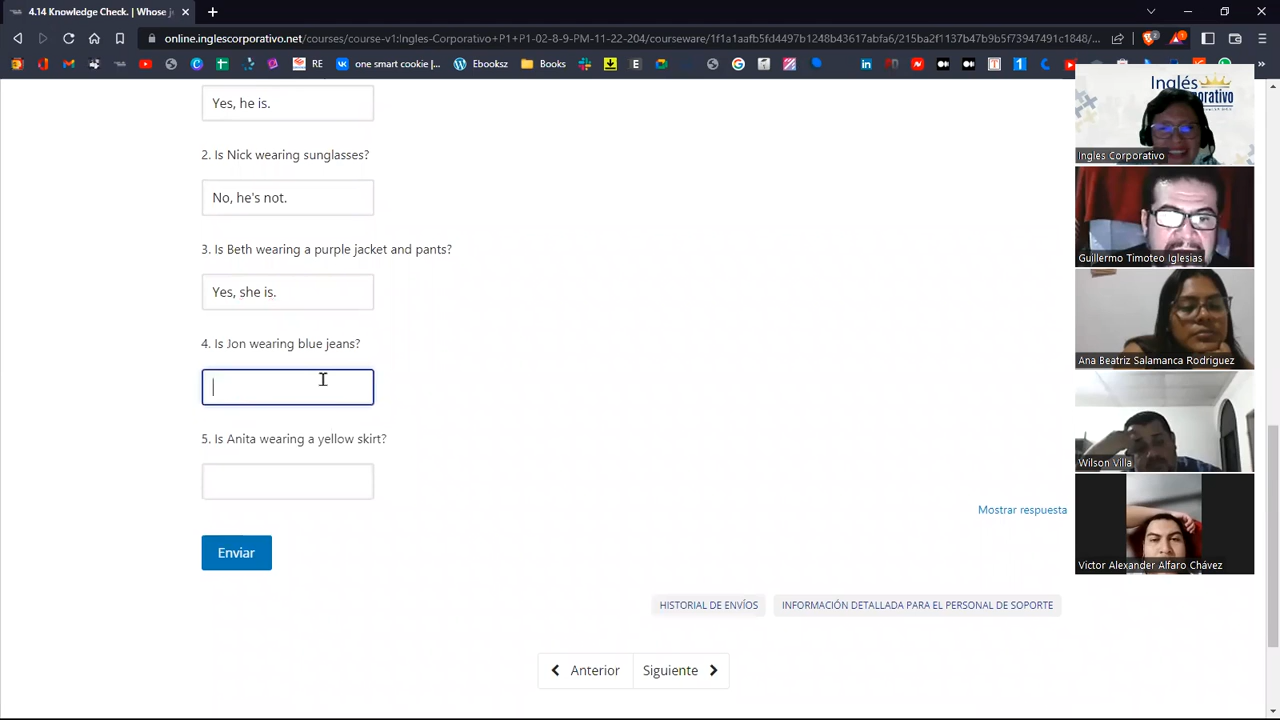 4.14 Knowledge Check. | Whose j
online.inglescorporativo.net/courses/course-v1:Ingles-Corporativo+P1+P1-02-8-9-PM-11-22-204/courseware/1f1a1aafb5fd4497b1248b43617abfa6/215ba2f1137b47b9b5f73947491c1848/...
RE
one smart cookie |...
Ebooksz
Books
Yes, he is.
2. Is Nick wearing sunglasses?
No, he's not.
3. Is Beth wearing a purple jacket and pants?
Yes, she is.
4. Is Jon wearing blue jeans?
5. Is Anita wearing a yellow skirt?
Mostrar respuesta
Enviar
HISTORIAL DE ENVÍOS
INFORMACIÓN DETALLADA PARA EL PERSONAL DE SOPORTE
Anterior
Siguiente
Inglés
Ingles Corporativo
Guillermo Timoteo Iglesias
Ana Beatriz Salamanca Rodriguez
Wilson Villa
Victor Alexander Alfaro Chávez